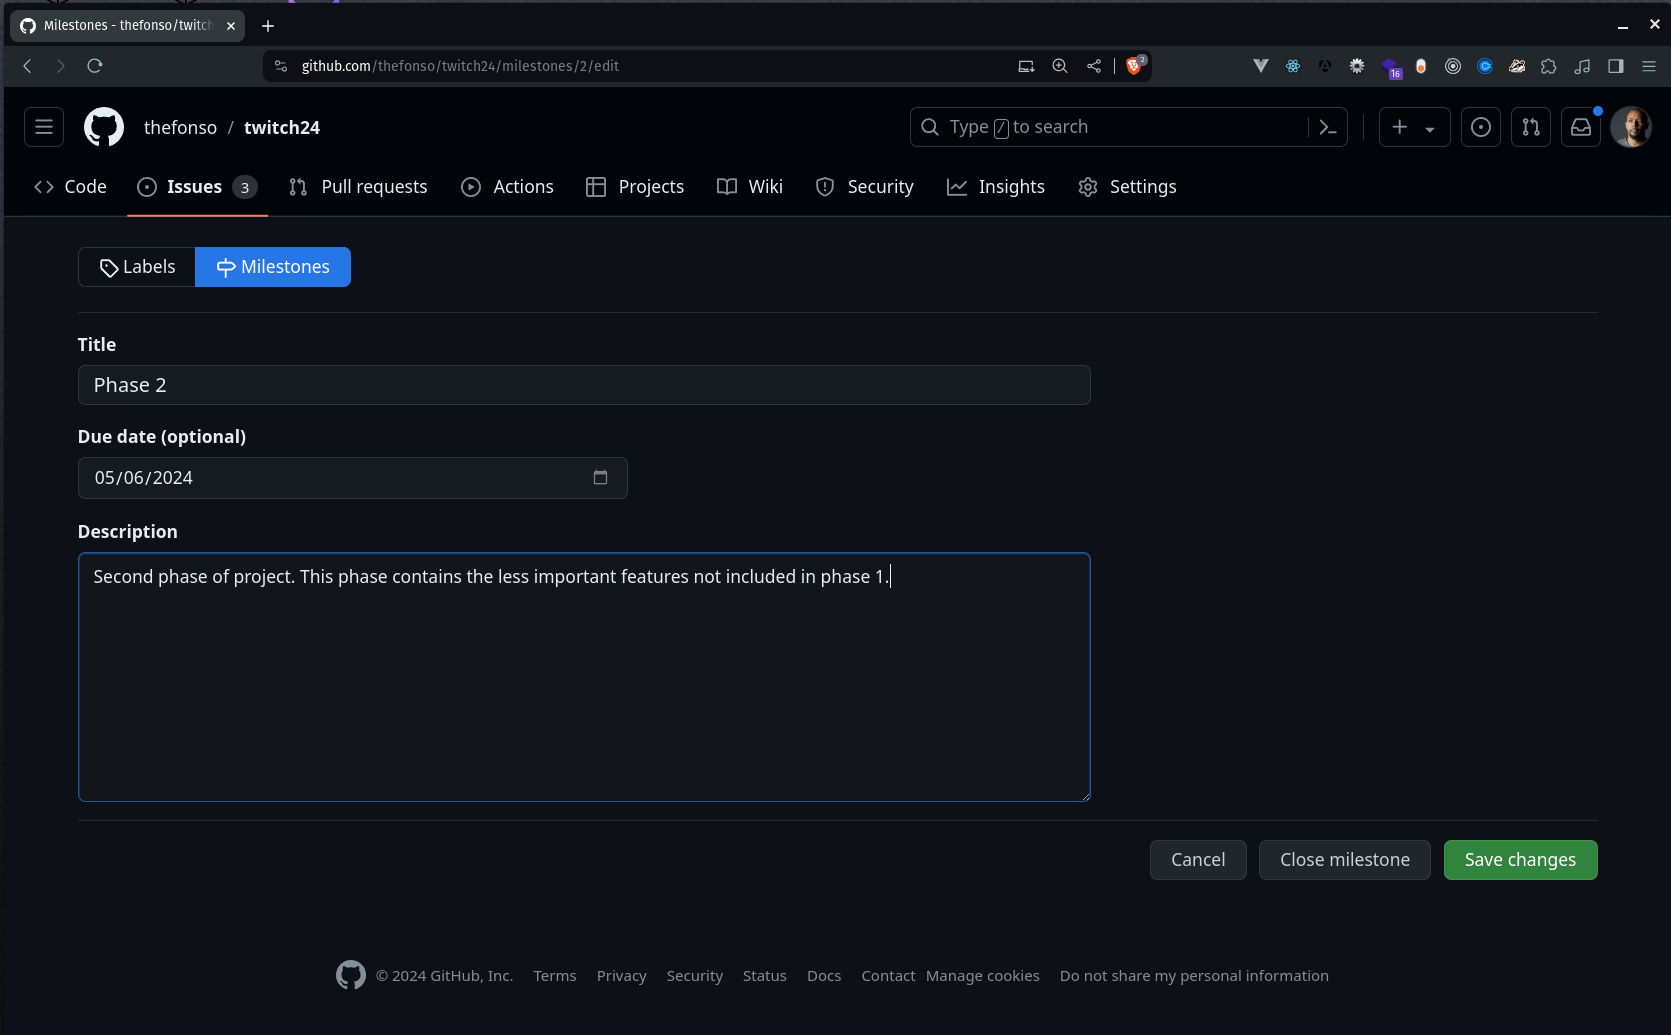 Milestones - thefonso/twitch
github.com/thefonso/twitch24/milestones/2/edit
2
16
thefonso / twitch24
Type / to search
Code
Issues 3
Pull requests
Actions
Projects
Wiki
Security
Insights
Settings
Labels
Milestones
Title
Phase 2
Due date (optional)
05/06/2024
Description
Second phase of project. This phase contains the less important features not included in phase 1.
Cancel
Close milestone
Save changes
© 2024 GitHub, Inc.
Terms
Privacy
Security
Status
Docs
Contact
Manage cookies
Do not share my personal information